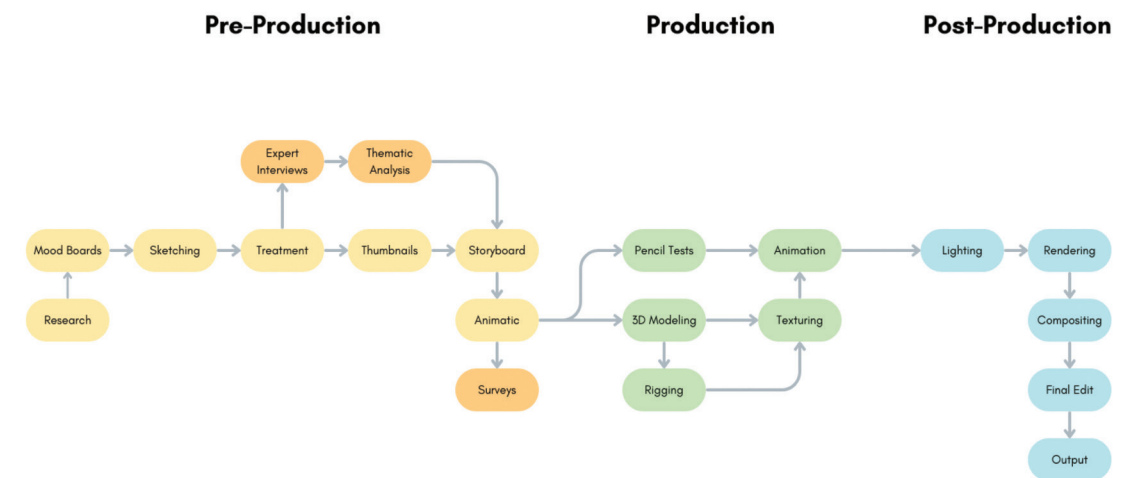 Pre-Production
Production
Post-Production
Expert
Interviews
Thematic
Analysis
Mood Boards
Sketching
Treatment
Thumbnails
Storyboard
Pencil Tests
Animation
Lighting
Rendering
Research
Animatic
3D Modeling
Texturing
Compositing
Surveys
Rigging
Final Edit
Output